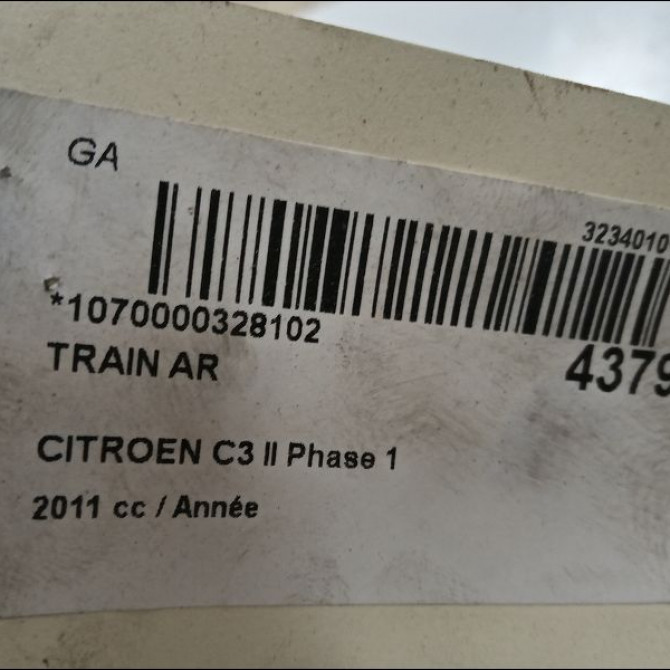 GA
3234010
*1070000328102
TRAIN AR
4379
CITROEN C3 II Phase 1
2011 cc / Année